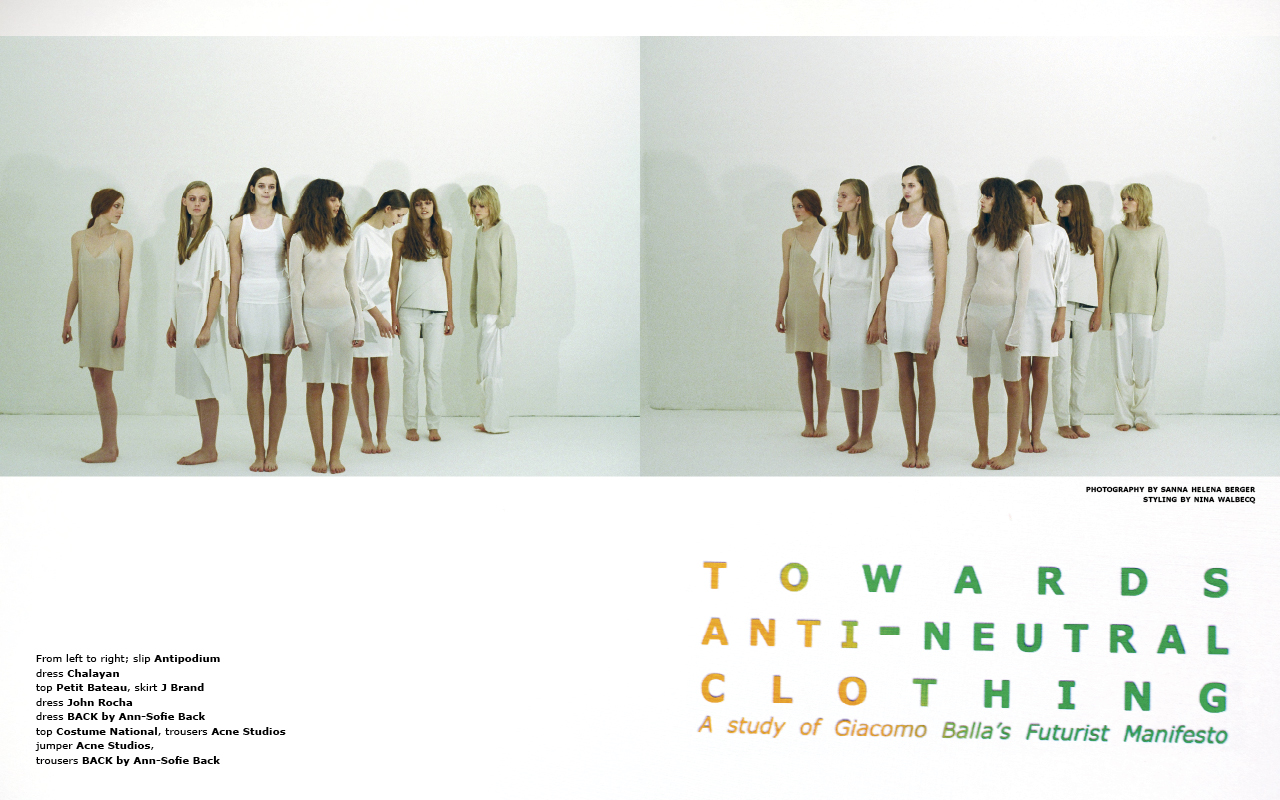 PHOTOGRAPHY BY SANNA HELENA BERGER
STYLING BY NINA WALBECQ
TOWARDS
ANTI-NEUTRAL
CLOTHING
A study of Giacomo Balla's Futurist Manifesto
From left to right; slip Antipodium
dress Chalayan
top Petit Bateau, skirt J Brand
dress John Rocha
dress BACK by Ann-Sofie Back
top Costume National, trousers Acne Studios
jumper Acne Studios,
trousers BACK by Ann-Sofie Back